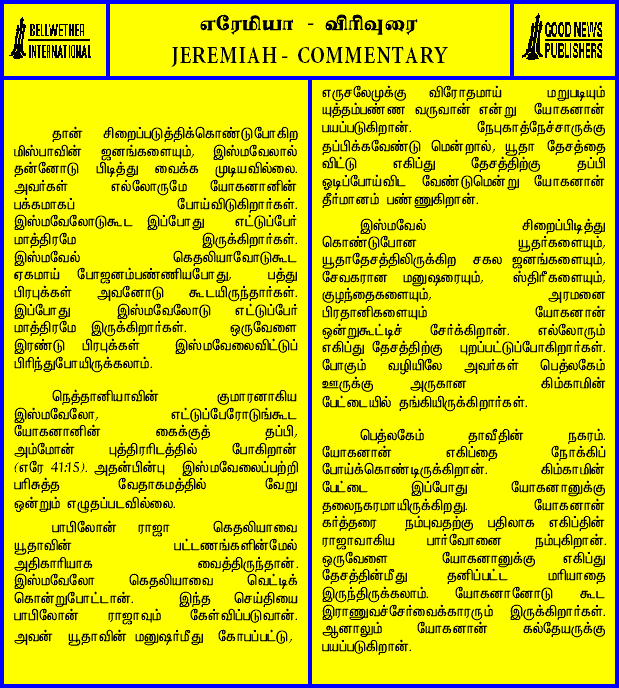 BELLWETHER
INTERNATIONAL
எரேமியா - விரிவுரை
JEREMIAH - COMMENTARY
GOOD NEWS
PUBLISHERS
தான் சிறைப்படுத்திக்கொண்டுபோகிற
மிஸ்பாவின் ஜனங்களையும், இஸ்மவேலால்
தன்னோடு பிடித்து வைக்க முடியவில்லை.
அவர்கள் எல்லோருமே யோகனானின்
பக்கமாகப் போய்விடுகிறார்கள்.
இஸ்மவேலோடுகூட இப்போது எட்டுப்பேர்
மாத்திரமே இருக்கிறார்கள்.
இஸ்மவேல் கெதலியாவோடுகூட
ஏகமாய் போஜனம்பண்ணியபோது, பத்து
பிரபுக்கள் அவனோடு கூடயிருந்தார்கள்.
இப்போது இஸ்மவேலோடு எட்டுப்பேர்
மாத்திரமே இருக்கிறார்கள். ஒருவேளை
இரண்டு பிரபுக்கள் இஸ்மவேலைவிட்டுப்
பிரிந்துபோயிருக்கலாம்.
நெத்தானியாவின் குமாரனாகிய
இஸ்மவேலோ, எட்டுப்பேரோடுங்கூட
யோகனானின் கைக்குத் தப்பி,
அம்மோன் புத்திரரிடத்தில் போகிறான்
(எரே 41:15). அதன்பின்பு இஸ்மவேலைப்பற்றி
பரிசுத்த வேதாகமத்தில் வேறு
ஒன்றும் எழுதப்படவில்லை.
பாபிலோன் ராஜா கெதலியாவை
யூதாவின் பட்டணங்களின்மேல்
அதிகாரியாக வைத்திருந்தான்.
இஸ்மவேலோ கெதலியாவை வெட்டிக்
கொன்றுபோட்டான். இந்த செய்தியை
பாபிலோன் ராஜாவும் கேள்விப்படுவான்.
அவன் யூதாவின் மனுஷர்மீது கோபப்பட்டு,
எருசலேமுக்கு விரோதமாய் மறுபடியும்
யுத்தம்பண்ண வருவான் என்று யோகனான்
பயப்படுகிறான். நேபுகாத்நேச்சாருக்கு
தப்பிக்கவேண்டு மென்றால், யூதா தேசத்தை
விட்டு எகிப்து தேசத்திற்கு தப்பி
ஓடிப்போய்விட வேண்டுமென்று யோகனான்
தீர்மானம் பண்ணுகிறான்.
இஸ்மவேல் சிறைப்பிடித்து
கொண்டுபோன யூதர்களையும்,
யூதாதேசத்திலிருக்கிற சகல ஜனங்களையும்,
சேவகரான மனுஷரையும், ஸ்திரீகளையும்,
குழந்தைகளையும், அரமனை
பிரதானிகளையும் யோகனான்
ஒன்றுகூட்டிச் சேர்க்கிறான். எல்லோரும்
எகிப்து தேசத்திற்கு புறப்பட்டுப்போகிறார்கள்.
போகும் வழியிலே அவர்கள் பெத்லகேம்
ஊருக்கு அருகான கிம்காமின்
பேட்டையில் தங்கியிருக்கிறார்கள்.
பெத்லகேம் தாவீதின் நகரம்.
யோகனான் எகிப்தை நோக்கிப்
போய்க்கொண்டிருக்கிறான். கிம்காமின்
பேட்டை இப்போது யோகனானுக்கு
தலைநகரமாயிருக்கிறது. யோகனான்
கர்த்தரை நம்புவதற்கு பதிலாக எகிப்தின்
ராஜாவாகிய பார்வோனை நம்புகிறான்.
ஒருவேளை யோகனானுக்கு எகிப்து
தேசத்தின்மீது தனிப்பட்ட மரியாதை
இருந்திருக்கலாம். யோகனானோடு கூட
இராணுவச்சேர்வைக்காரரும் இருக்கிறார்கள்.
ஆனாலும் யோகனான் கல்தேயருக்கு
பயப்படுகிறான்.